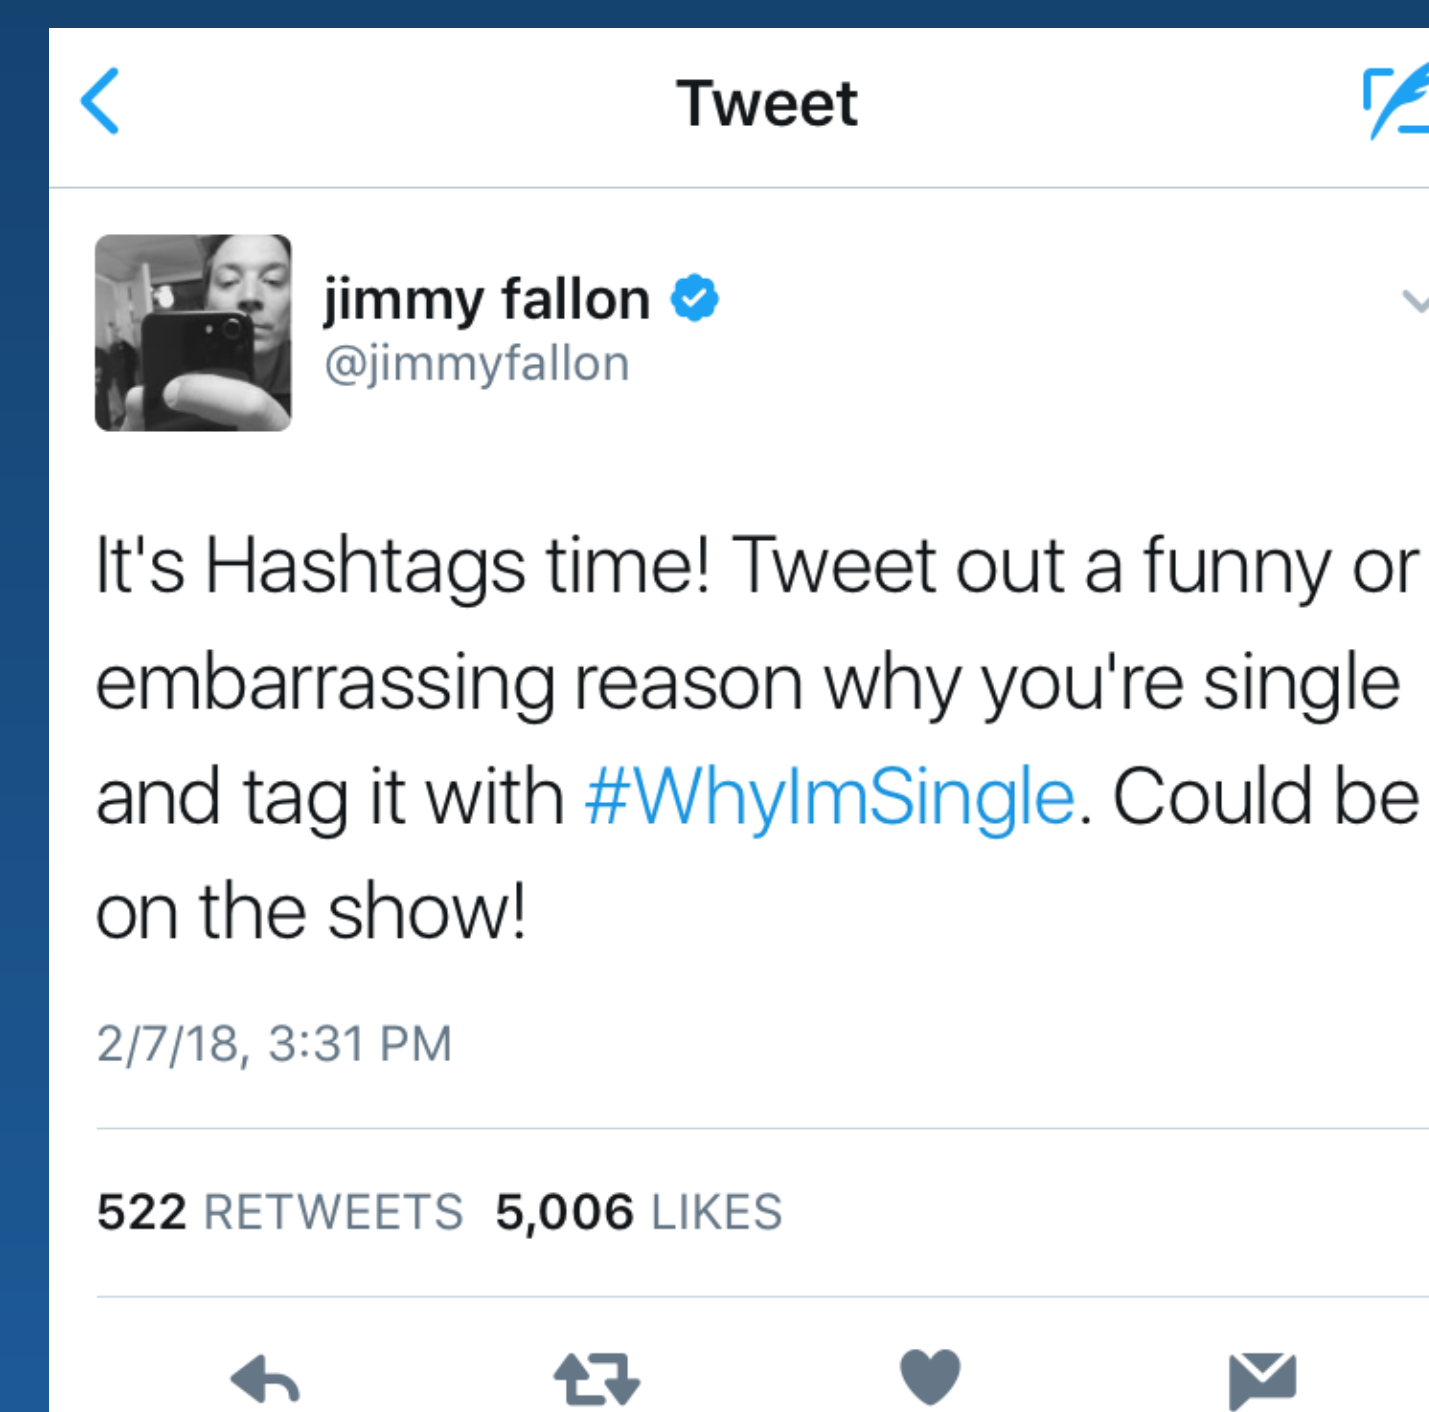 Tweet
jimmy fallon
@jimmyfallon
It's Hashtags time! Tweet out a funny or
embarrassing reason why you're single
and tag it with #WhyImSingle. Could be
on the show!
2/7/18, 3:31 PM
522 RETWEETS 5,006 LIKES